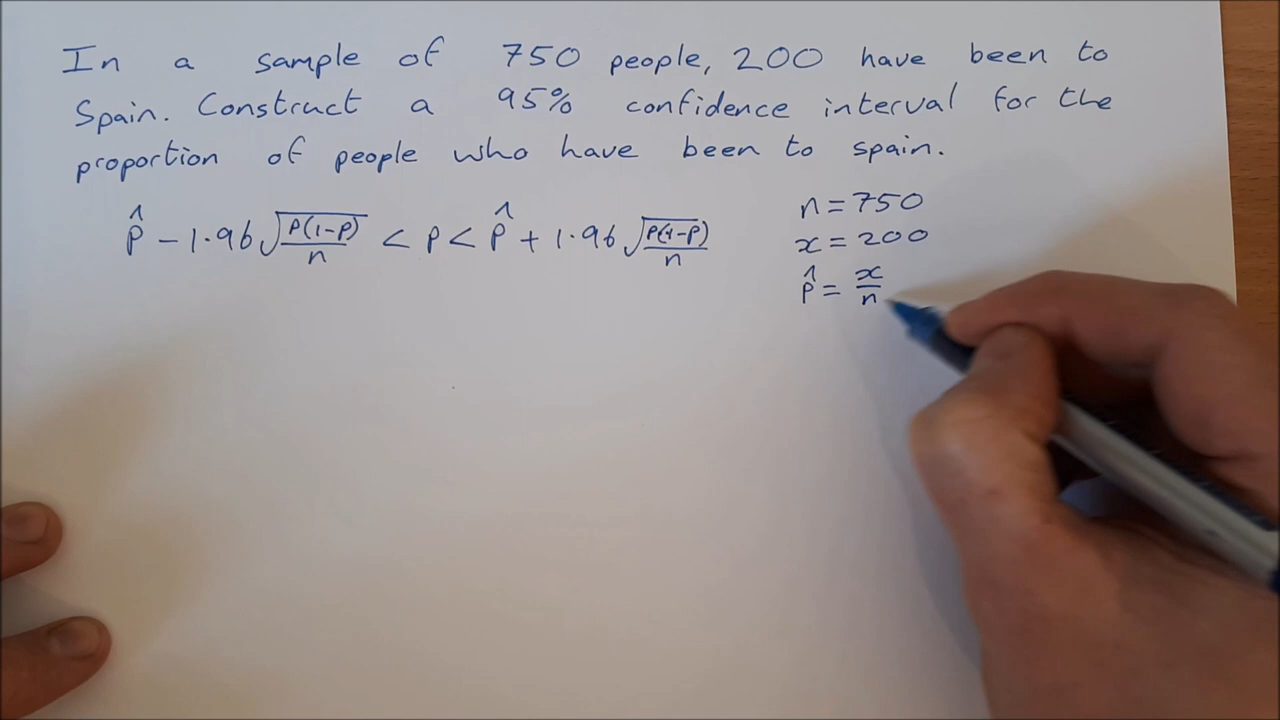 In a sample of 750 people, 200 have been to
Spain. Construct a 95% confidence interval for the
proportion of people who have been to spain.
p̂ - 1.96 √(p(1-p)/n) < p < p̂ + 1.96 √(p(1-p)/n)
n = 750
x = 200
p̂ = x/n